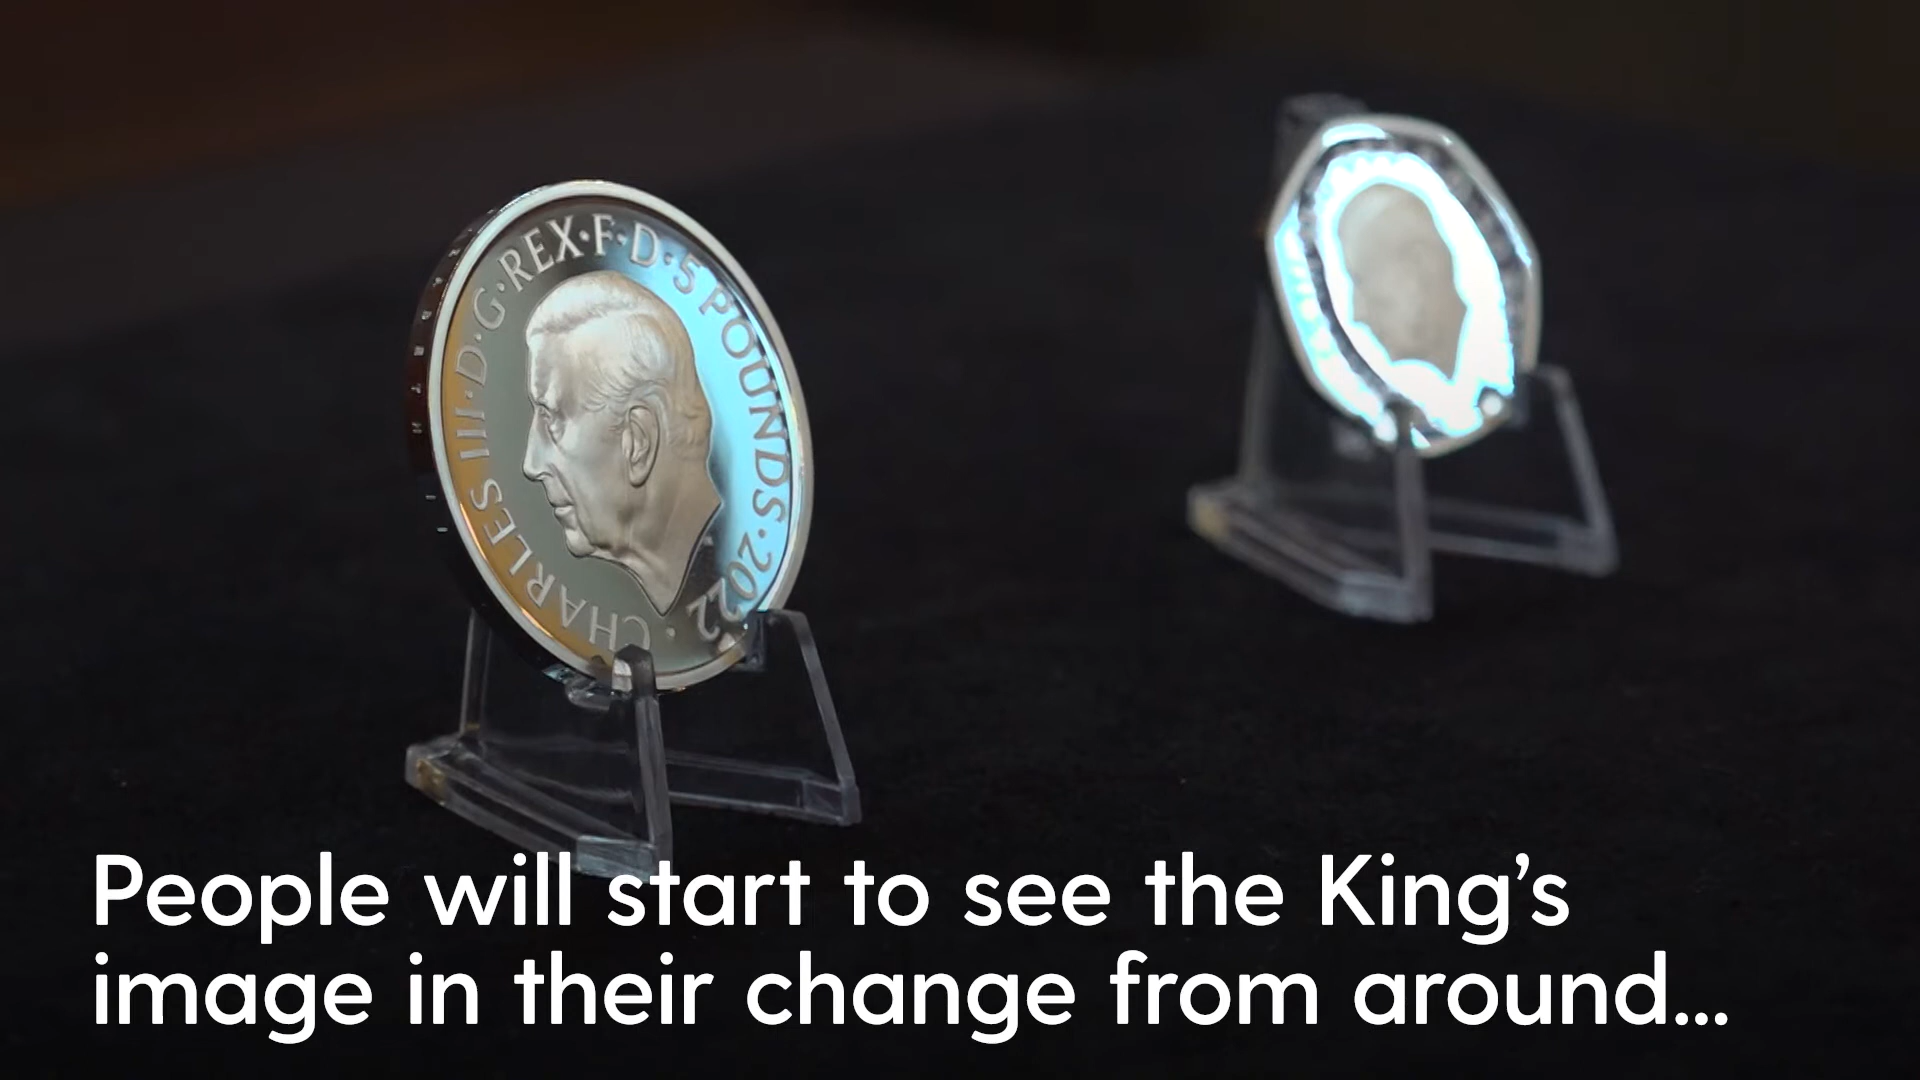 CHARLES III · D · G · REX · F · D · 5 POUNDS · 2022
People will start to see the King’s
image in their change from around...